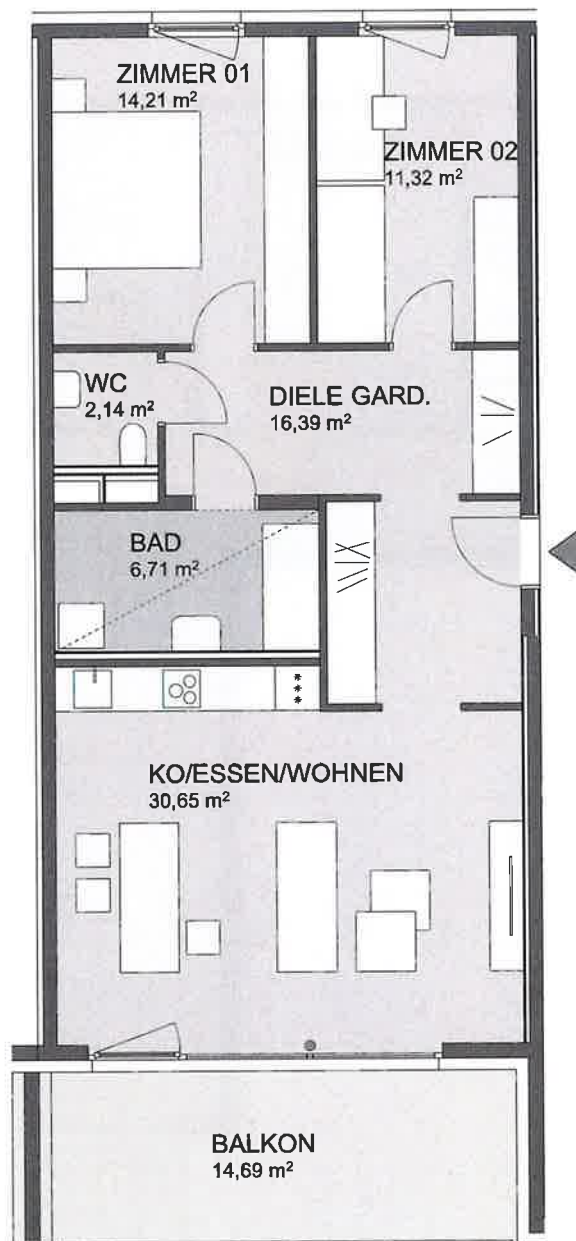 ZIMMER 01
14,21 m²
ZIMMER 02
11,32 m²
WC
2,14 m²
DIELE GARD.
16,39 m²
BAD
6,71 m²
KO/ESSEN/WOHNEN
30,65 m²
BALKON
14,69 m²